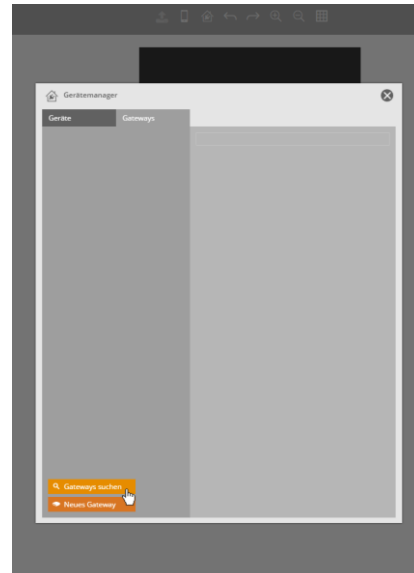 Gerätemanager
Geräte Gateways
Gateways suchen
Neues Gateway